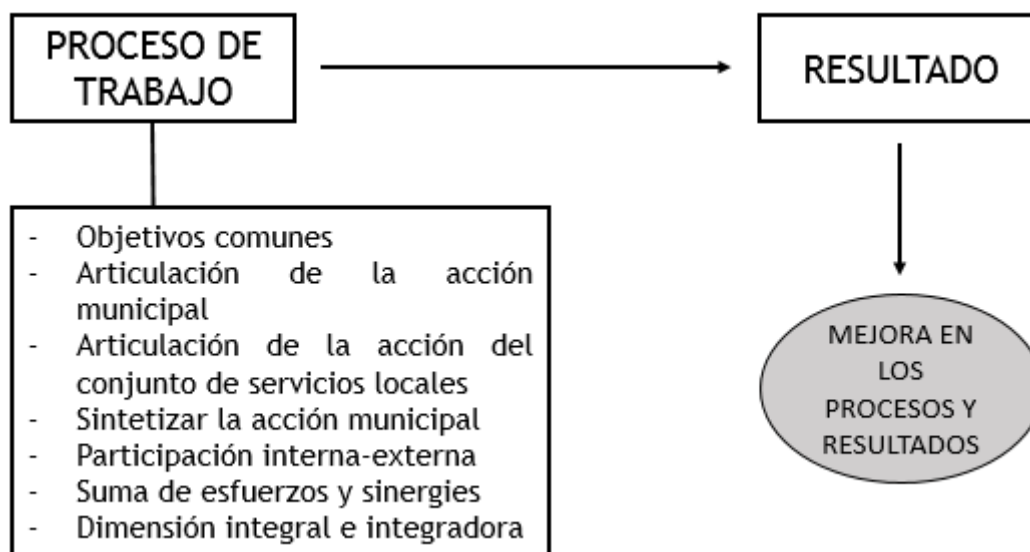 PROCESO DE
TRABAJO
RESULTADO
- Objetivos comunes
- Articulación de la acción
municipal
- Articulación de la acción del
conjunto de servicios locales
- Sintetizar la acción municipal
- Participación interna-externa
- Suma de esfuerzos y sinergies
- Dimensión integral e integradora
MEJORA EN
LOS
PROCESOS Y
RESULTADOS